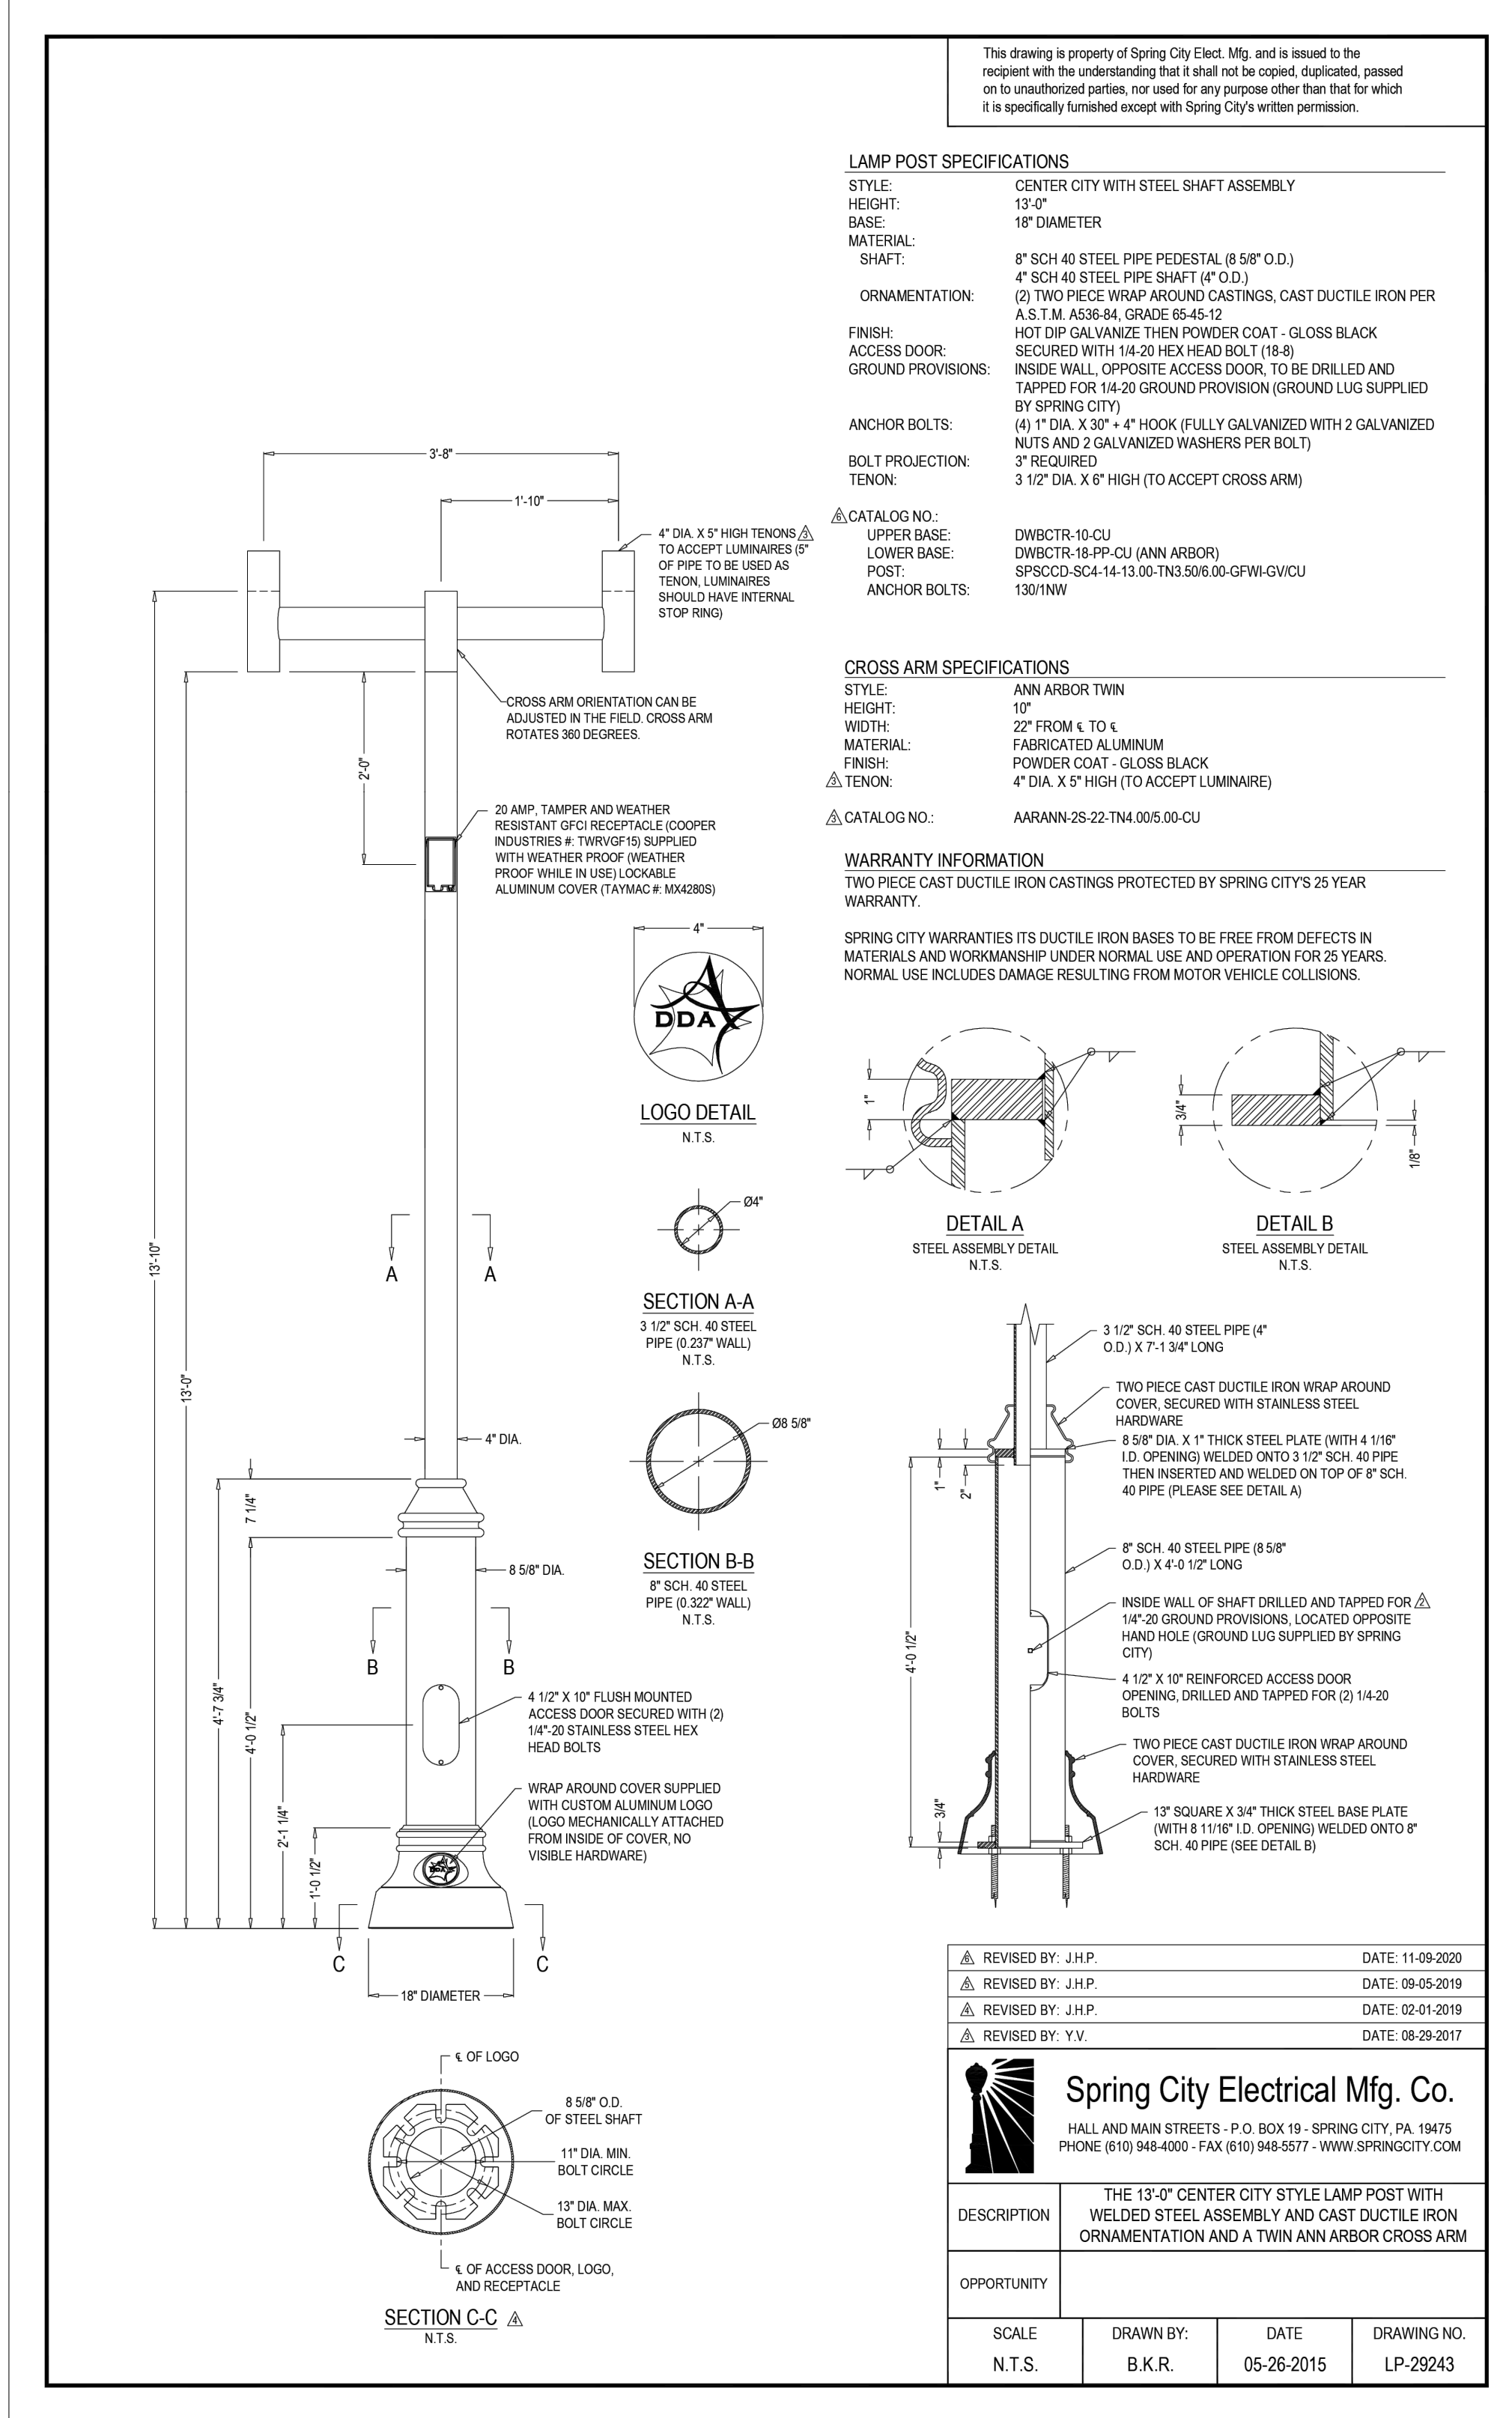 This drawing is property of Spring City Elect. Mfg. and is issued to the
recipient with the understanding that it shall not be copied, duplicated, passed
on to unauthorized parties, nor used for any purpose other than that for which
it is specifically furnished except with Spring City's written permission.
LAMP POST SPECIFICATIONS
STYLE: CENTER CITY WITH STEEL SHAFT ASSEMBLY
HEIGHT: 13'-0"
BASE: 18" DIAMETER
MATERIAL:
SHAFT: 8" SCH 40 STEEL PIPE PEDESTAL (8 5/8" O.D.)
4" SCH 40 STEEL PIPE SHAFT (4" O.D.)
ORNAMENTATION: (2) TWO PIECE WRAP AROUND CASTINGS, CAST DUCTILE IRON PER
A.S.T.M. A536-84, GRADE 65-45-12
FINISH: HOT DIP GALVANIZE THEN POWDER COAT - GLOSS BLACK
ACCESS DOOR: SECURED WITH 1/4-20 HEX HEAD BOLT (18-8)
GROUND PROVISIONS: INSIDE WALL, OPPOSITE ACCESS DOOR, TO BE DRILLED AND
TAPPED FOR 1/4-20 GROUND PROVISION (GROUND LUG SUPPLIED
BY SPRING CITY)
ANCHOR BOLTS: (4) 1" DIA. X 30" + 4" HOOK (FULLY GALVANIZED WITH 2 GALVANIZED
NUTS AND 2 GALVANIZED WASHERS PER BOLT)
BOLT PROJECTION: 3" REQUIRED
TENON: 3 1/2" DIA. X 6" HIGH (TO ACCEPT CROSS ARM)
6 CATALOG NO.:
UPPER BASE: DWBCTR-10-CU
LOWER BASE: DWBCTR-18-PP-CU (ANN ARBOR)
POST: SPSCCD-SC4-14-13.00-TN3.50/6.00-GFWI-GV/CU
ANCHOR BOLTS: 130/1NW
CROSS ARM SPECIFICATIONS
STYLE: ANN ARBOR TWIN
HEIGHT: 10"
WIDTH: 22" FROM ℄ TO ℄
MATERIAL: FABRICATED ALUMINUM
FINISH: POWDER COAT - GLOSS BLACK
3 TENON: 4" DIA. X 5" HIGH (TO ACCEPT LUMINAIRE)
3 CATALOG NO.: AARANN-2S-22-TN4.00/5.00-CU
WARRANTY INFORMATION
TWO PIECE CAST DUCTILE IRON CASTINGS PROTECTED BY SPRING CITY'S 25 YEAR
WARRANTY.
SPRING CITY WARRANTIES ITS DUCTILE IRON BASES TO BE FREE FROM DEFECTS IN
MATERIALS AND WORKMANSHIP UNDER NORMAL USE AND OPERATION FOR 25 YEARS.
NORMAL USE INCLUDES DAMAGE RESULTING FROM MOTOR VEHICLE COLLISIONS.
3'-8"
1'-10"
4" DIA. X 5" HIGH TENONS 3
TO ACCEPT LUMINAIRES (5"
OF PIPE TO BE USED AS
TENON, LUMINAIRES
SHOULD HAVE INTERNAL
STOP RING)
CROSS ARM ORIENTATION CAN BE
ADJUSTED IN THE FIELD. CROSS ARM
ROTATES 360 DEGREES.
2'-0"
20 AMP, TAMPER AND WEATHER
RESISTANT GFCI RECEPTACLE (COOPER
INDUSTRIES #: TWRVGF15) SUPPLIED
WITH WEATHER PROOF (WEATHER
PROOF WHILE IN USE) LOCKABLE
ALUMINUM COVER (TAYMAC #: MX4280S)
4"
DDA
LOGO DETAIL
N.T.S.
Ø4"
A A
13'-10"
13'-0"
SECTION A-A
3 1/2" SCH. 40 STEEL
PIPE (0.237" WALL)
N.T.S.
Ø8 5/8"
SECTION B-B
8" SCH. 40 STEEL
PIPE (0.322" WALL)
N.T.S.
4" DIA.
7 1/4"
8 5/8" DIA.
B B
4'-7 3/4"
4'-0 1/2"
2'-1 1/4"
1'-0 1/2"
4 1/2" X 10" FLUSH MOUNTED
ACCESS DOOR SECURED WITH (2)
1/4"-20 STAINLESS STEEL HEX
HEAD BOLTS
WRAP AROUND COVER SUPPLIED
WITH CUSTOM ALUMINUM LOGO
(LOGO MECHANICALLY ATTACHED
FROM INSIDE OF COVER, NO
VISIBLE HARDWARE)
DDA
C C
18" DIAMETER
℄ OF LOGO
8 5/8" O.D.
OF STEEL SHAFT
11" DIA. MIN.
BOLT CIRCLE
13" DIA. MAX.
BOLT CIRCLE
℄ OF ACCESS DOOR, LOGO,
AND RECEPTACLE
SECTION C-C 4
N.T.S.
1"
DETAIL A
STEEL ASSEMBLY DETAIL
N.T.S.
3/4"
1/8"
DETAIL B
STEEL ASSEMBLY DETAIL
N.T.S.
3 1/2" SCH. 40 STEEL PIPE (4"
O.D.) X 7'-1 3/4" LONG
TWO PIECE CAST DUCTILE IRON WRAP AROUND
COVER, SECURED WITH STAINLESS STEEL
HARDWARE
8 5/8" DIA. X 1" THICK STEEL PLATE (WITH 4 1/16"
I.D. OPENING) WELDED ONTO 3 1/2" SCH. 40 PIPE
THEN INSERTED AND WELDED ON TOP OF 8" SCH.
40 PIPE (PLEASE SEE DETAIL A)
1"
2"
8" SCH. 40 STEEL PIPE (8 5/8"
O.D.) X 4'-0 1/2" LONG
INSIDE WALL OF SHAFT DRILLED AND TAPPED FOR 2
1/4"-20 GROUND PROVISIONS, LOCATED OPPOSITE
HAND HOLE (GROUND LUG SUPPLIED BY SPRING
CITY)
4'-0 1/2"
4 1/2" X 10" REINFORCED ACCESS DOOR
OPENING, DRILLED AND TAPPED FOR (2) 1/4-20
BOLTS
TWO PIECE CAST DUCTILE IRON WRAP AROUND
COVER, SECURED WITH STAINLESS STEEL
HARDWARE
3/4"
13" SQUARE X 3/4" THICK STEEL BASE PLATE
(WITH 8 11/16" I.D. OPENING) WELDED ONTO 8"
SCH. 40 PIPE (SEE DETAIL B)
6 REVISED BY: J.H.P. DATE: 11-09-2020
5 REVISED BY: J.H.P. DATE: 09-05-2019
4 REVISED BY: J.H.P. DATE: 02-01-2019
3 REVISED BY: Y.V. DATE: 08-29-2017
Spring City Electrical Mfg. Co.
HALL AND MAIN STREETS - P.O. BOX 19 - SPRING CITY, PA. 19475
PHONE (610) 948-4000 - FAX (610) 948-5577 - WWW.SPRINGCITY.COM
DESCRIPTION
THE 13'-0" CENTER CITY STYLE LAMP POST WITH
WELDED STEEL ASSEMBLY AND CAST DUCTILE IRON
ORNAMENTATION AND A TWIN ANN ARBOR CROSS ARM
OPPORTUNITY
SCALE DRAWN BY: DATE DRAWING NO.
N.T.S. B.K.R. 05-26-2015 LP-29243